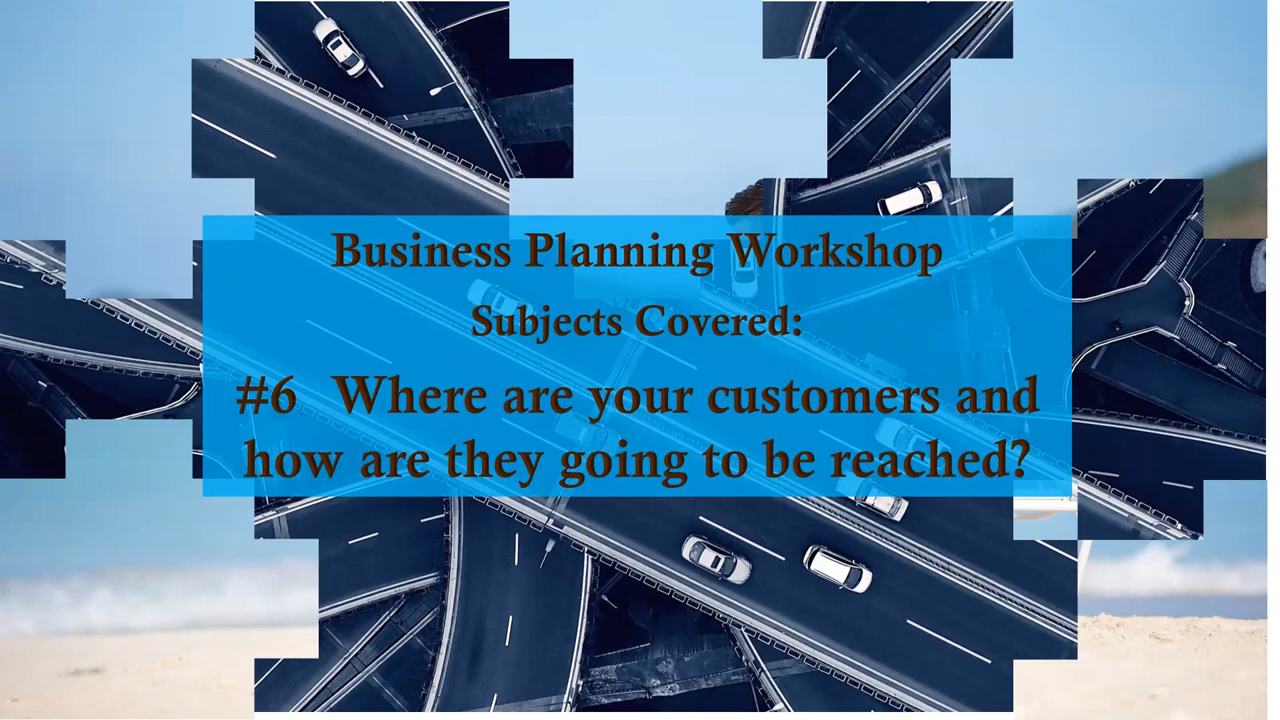 Business Planning Workshop
Subjects Covered:
#6 Where are your customers and
how are they going to be reached?